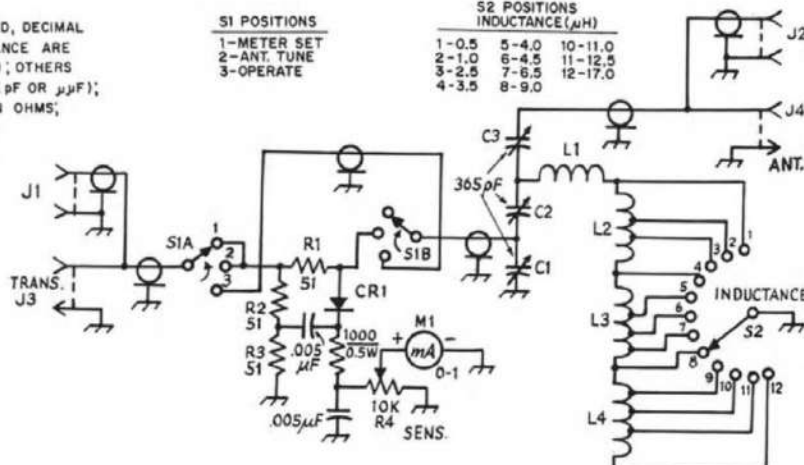 D, DECIMAL
ANCE ARE
; OTHERS
pF OR μμF);
N OHMS;
S1 POSITIONS
1-METER SET
2-ANT. TUNE
3-OPERATE
S2 POSITIONS
INDUCTANCE(μH)
1-0.5 5-4.0 10-11.0
2-1.0 6-4.5 11-12.5
3-2.5 7-6.5 12-17.0
4-3.5 8-9.0
J2
J4
ANT.
C3
L1
365pF
C2
C1
J1
TRANS.
J3
S1A
1
2
3
R1
51
S1B
CR1
R2
51
R3
51
.005
μF
1000
0.5W
M1
+
-
mA
0-1
10K
R4
SENS.
.005μF
L2
L3
L4
INDUCTANCE
S2
1
2
3
4
5
6
7
8
9
10
11
12